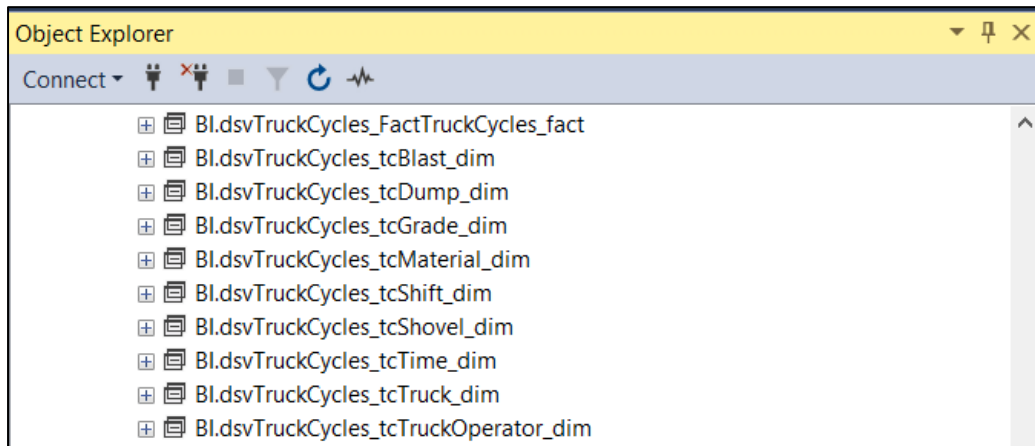 Object Explorer
Connect
BI.dsvTruckCycles_FactTruckCycles_fact
BI.dsvTruckCycles_tcBlast_dim
BI.dsvTruckCycles_tcDump_dim
BI.dsvTruckCycles_tcGrade_dim
BI.dsvTruckCycles_tcMaterial_dim
BI.dsvTruckCycles_tcShift_dim
BI.dsvTruckCycles_tcShovel_dim
BI.dsvTruckCycles_tcTime_dim
BI.dsvTruckCycles_tcTruck_dim
BI.dsvTruckCycles_tcTruckOperator_dim